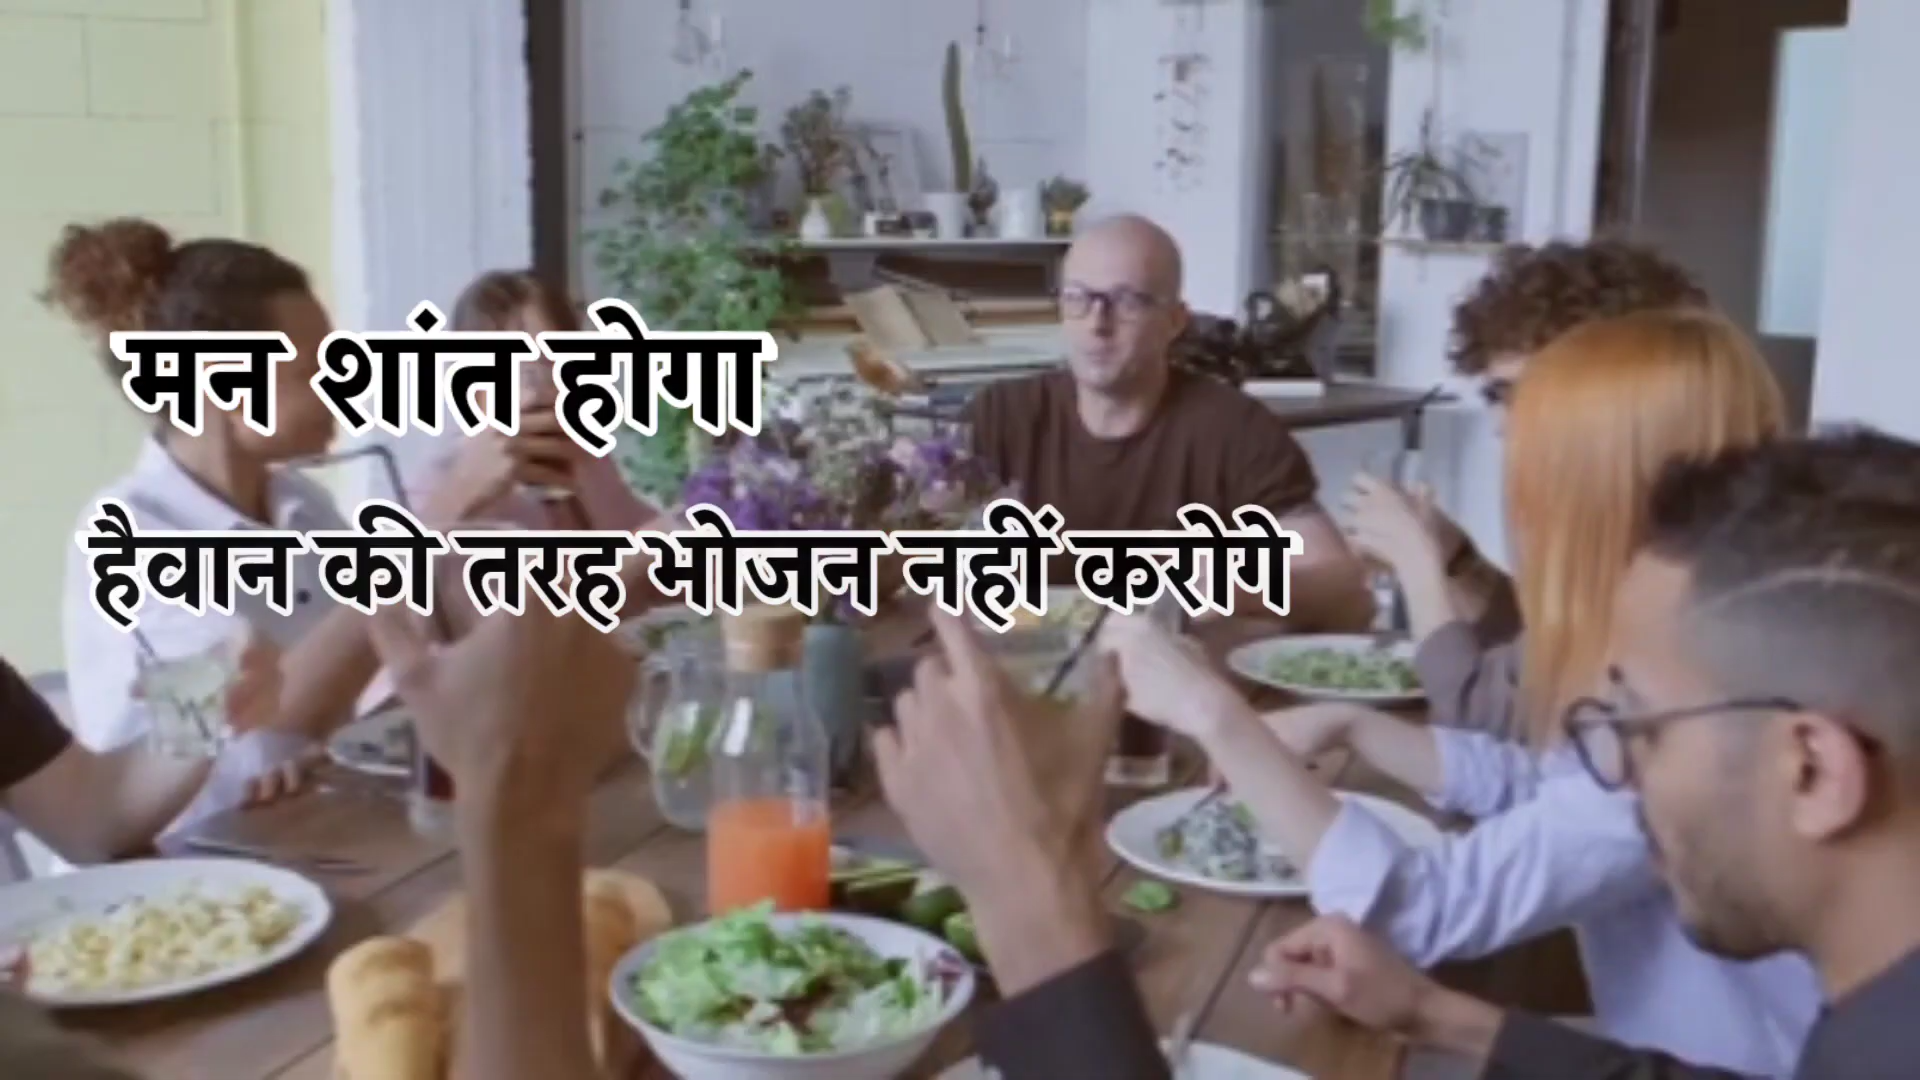 मन शांत होगा
हैवान की तरह भोजन नहीं करोगे